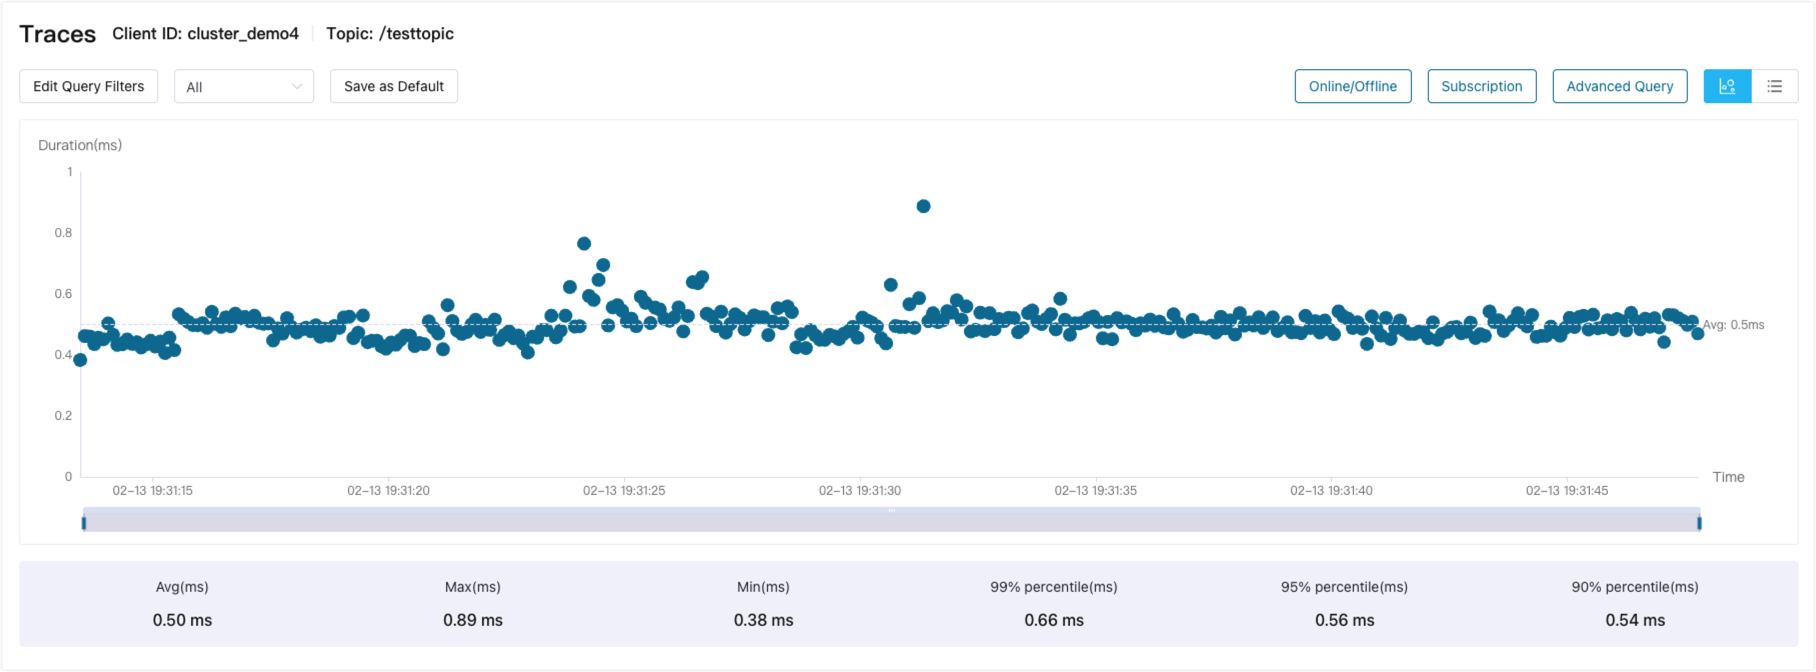 Traces Client ID: cluster_demo4 Topic: /testtopic
Edit Query Filters All Save as Default Online/Offline Subscription Advanced Query
Duration(ms)
1
0.8
0.6
Avg: 0.5ms
0.4
0.2
0
Time
02-13 19:31:15 02-13 19:31:20 02-13 19:31:25 02-13 19:31:30 02-13 19:31:35 02-13 19:31:40 02-13 19:31:45
Avg(ms) Max(ms) Min(ms) 99% percentile(ms) 95% percentile(ms) 90% percentile(ms)
0.50 ms 0.89 ms 0.38 ms 0.66 ms 0.56 ms 0.54 ms